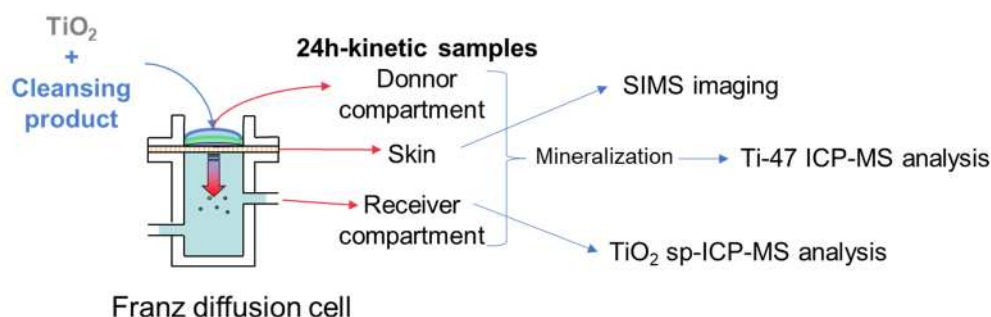 TiO2
+
Cleansing
product
24h-kinetic samples
Donnor
compartment
Skin
Receiver
compartment
Mineralization
SIMS imaging
Ti-47 ICP-MS analysis
TiO2 sp-ICP-MS analysis
Franz diffusion cell